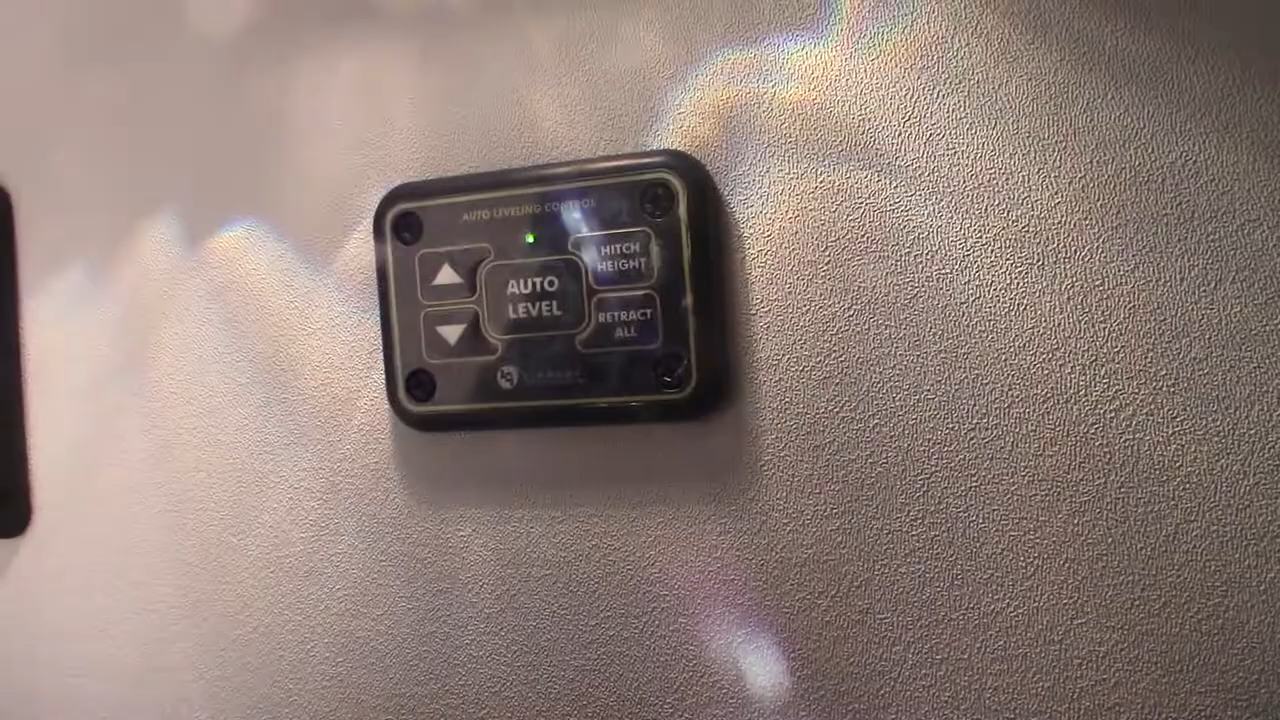 AUTO LEVELING CONTROL
AUTO
LEVEL
HITCH
HEIGHT
RETRACT
ALL